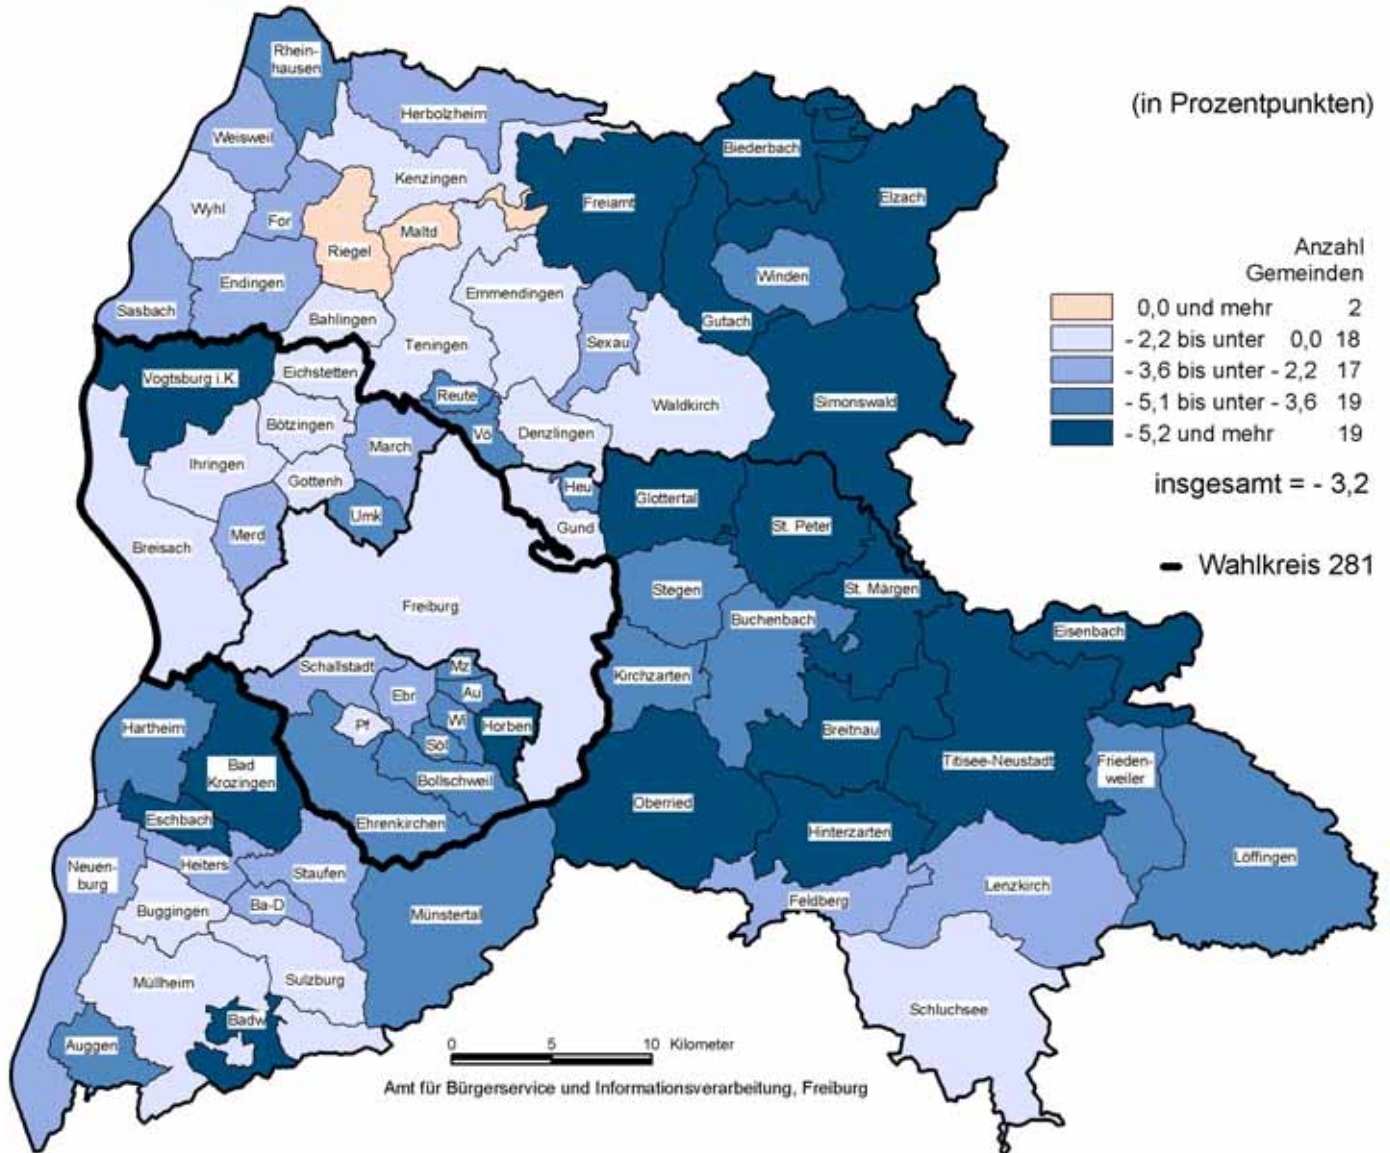 Rhein-
hausen
Herbolzheim
(in Prozentpunkten)
Weisweil
Biederbach
Kenzingen
Elzach
Wyhl
For
Freiamt
Maltd
Riegel
Anzahl
Gemeinden
Endingen
Emmendingen
Winden
Sasbach
Bahlingen
Gutach
0,0 und mehr 2
Teningen
Sexau
- 2,2 bis unter 0,0 18
Vogtsburg i.K.
Eichstetten
- 3,6 bis unter - 2,2 17
Reute
Waldkirch
Simonswald
- 5,1 bis unter - 3,6 19
Bötzingen
Vö
Denzlingen
- 5,2 und mehr 19
March
Ihringen
Gottenh
Heu
Glottertal
insgesamt = - 3,2
Umk
Gund
St. Peter
Merd
Breisach
Wahlkreis 281
Stegen
St. Märgen
Freiburg
Buchenbach
Eisenbach
Schallstadt
Mz
Kirchzarten
Ebr
Au
Hartheim
Pf
Wi
Horben
Breitnau
Söl
Titisee-Neustadt
Frieden-
weiler
Bad
Krozingen
Bollschweil
Oberried
Eschbach
Ehrenkirchen
Hinterzarten
Löffingen
Neuen-
burg
Heiters
Staufen
Lenzkirch
Ba-D
Feldberg
Buggingen
Münstertal
Müllheim
Sulzburg
Schluchsee
Badw
Auggen
0 5 10 Kilometer
Amt für Bürgerservice und Informationsverarbeitung, Freiburg